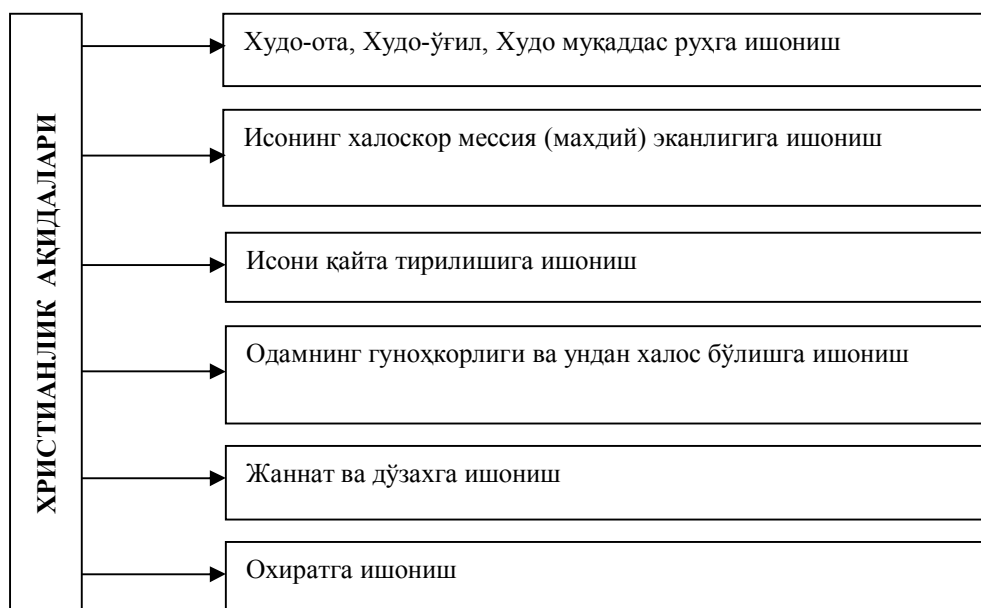 ХРИСТИАНЛИК АҚИДАЛАРИ
Худо-ота, Худо-ўғил, Худо муқаддас руҳга ишониш
Исонинг халоскор мессия (махдий) эканлигига ишониш
Исони қайта тирилишига ишониш
Одамнинг гуноҳкорлиги ва ундан халос бўлишга ишониш
Жаннат ва дўзахга ишониш
Охиратга ишониш